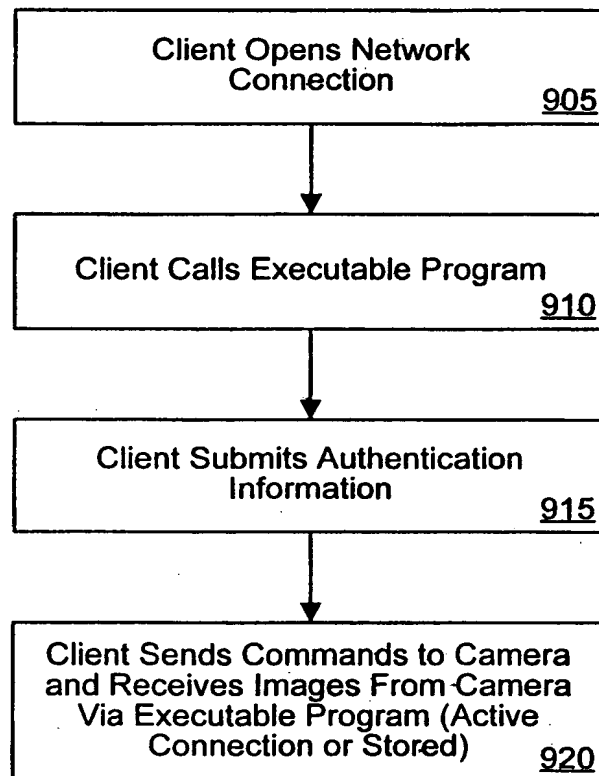 Client Opens Network
Connection
905
Client Calls Executable Program
910
Client Submits Authentication
Information
915
Client Sends Commands to Camera
and Receives Images From Camera
Via Executable Program (Active
Connection or Stored)
920